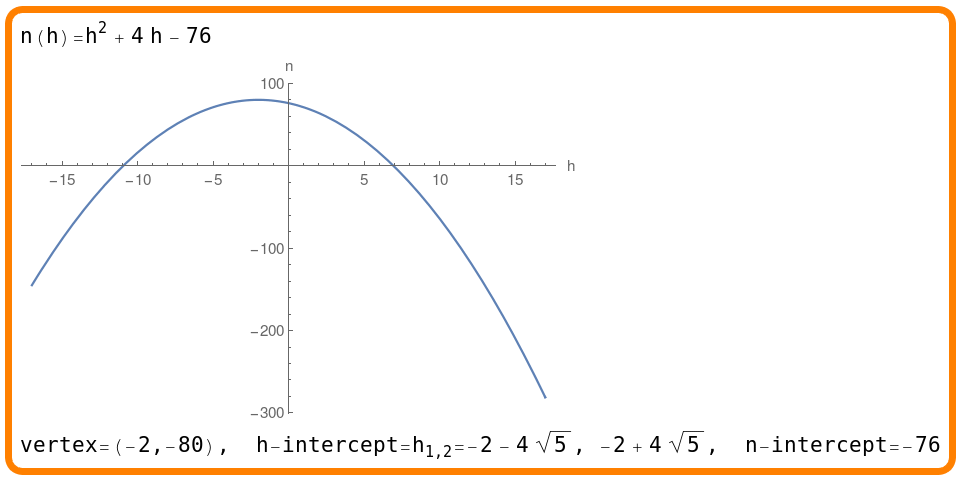 n(h)=h² + 4 h − 76
n
100
h
−15 −10 −5 5 10 15
−100
−200
−300
vertex=(−2,−80), h−intercept=h₁,₂=−2 − 4 √5, −2 + 4 √5, n−intercept=−76